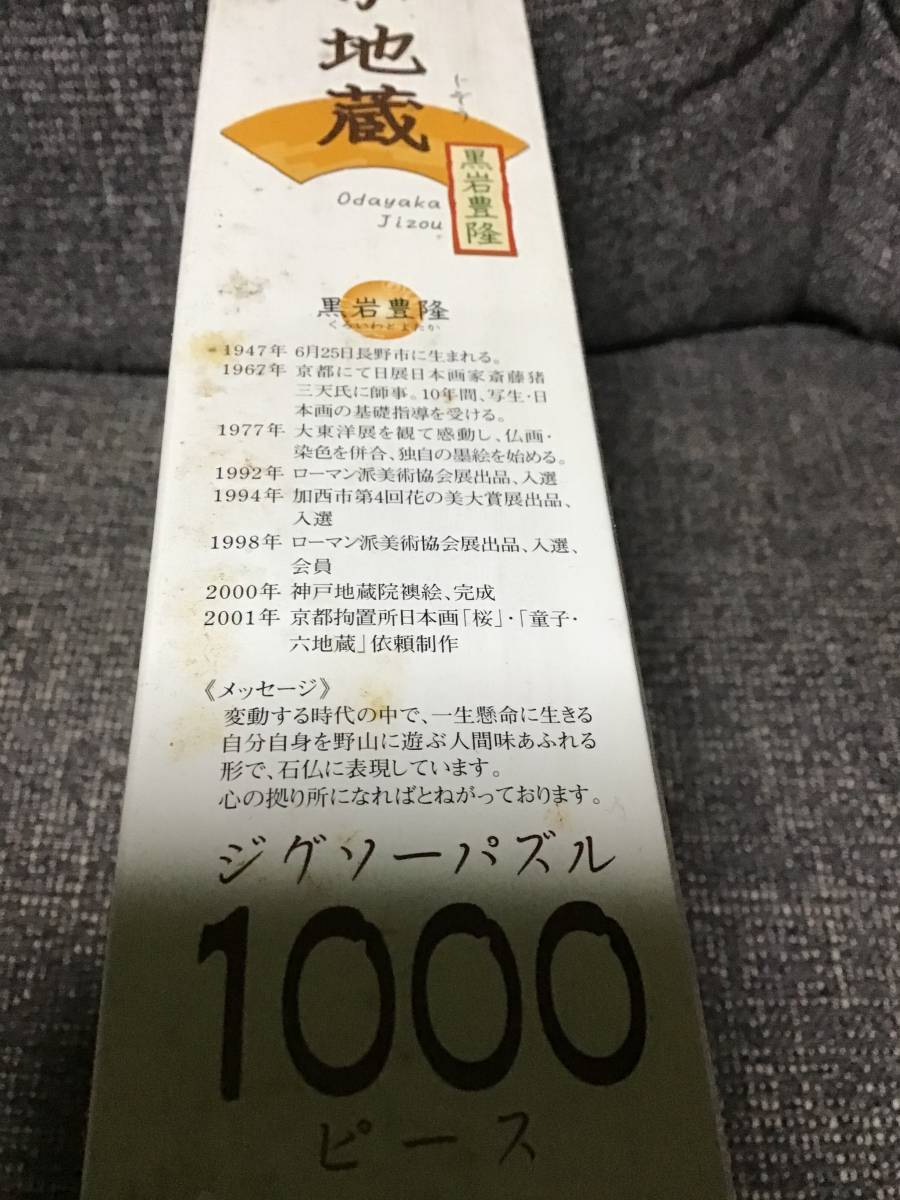 地蔵
じぞう
黒岩豊隆
Odayaka
Jizou
黒岩豊隆
くろいわとよたか
1947年 6月25日長野市に生まれる。
1967年 京都にて日展日本画家斎藤猪
三天氏に師事。10年間、写生・日
本画の基礎指導を受ける。
1977年 大東洋展を観て感動し、仏画・
染色を併合、独自の墨絵を始める。
1992年 ローマン派美術協会展出品、入選
1994年 加西市第4回花の美大賞展出品、
入選
1998年 ローマン派美術協会展出品、入選、
会員
2000年 神戸地蔵院襖絵、完成
2001年 京都拘置所日本画「桜」・「童子・
六地蔵」依頼制作
《メッセージ》
変動する時代の中で、一生懸命に生きる
自分自身を野山に遊ぶ人間味あふれる
形で、石仏に表現しています。
心の拠り所になればとねがっております。
ジグソーパズル
1000
ピース